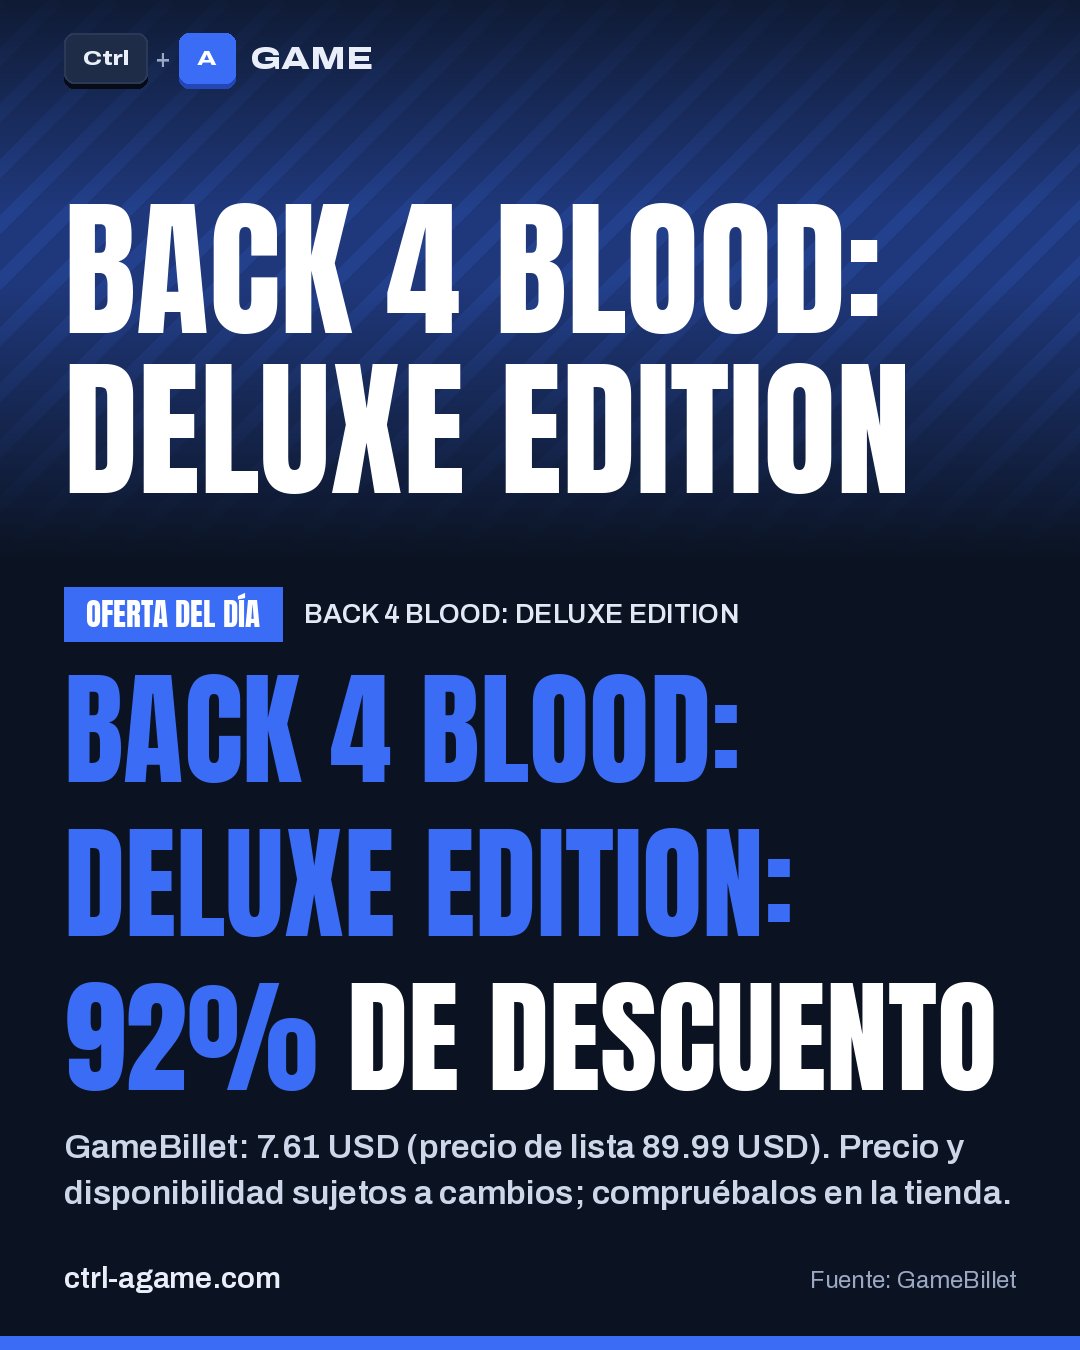 Ctrl + A GAME
BACK 4 BLOOD:
DELUXE EDITION
OFERTA DEL DÍA BACK 4 BLOOD: DELUXE EDITION
BACK 4 BLOOD:
DELUXE EDITION:
92% DE DESCUENTO
GameBillet: 7.61 USD (precio de lista 89.99 USD). Precio y
disponibilidad sujetos a cambios; compruébalos en la tienda.
ctrl-agame.com Fuente: GameBillet